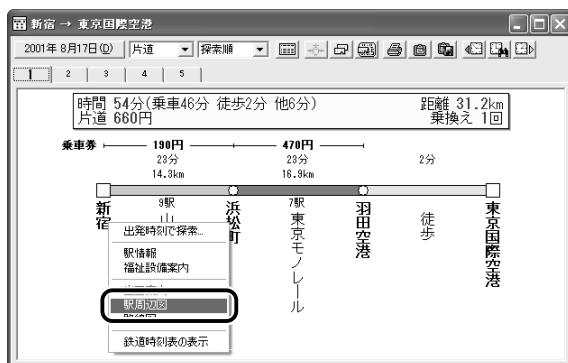 新宿 → 東京国際空港
2001年 8月17日(D) 片道 探索順
1 2 3 4 5
時間 54分(乗車46分 徒歩2分 他6分) 距離 31.2km
片道 660円 乗換え 1回
乗車券 190円 470円
23分 23分 2分
14.3km 16.9km
9駅 7駅
新宿
山
浜松町
東京モノレール
羽田空港
徒歩
東京国際空港
出発時刻で探索...
駅情報
福祉設備案内
駅周辺図
鉄道時刻表の表示